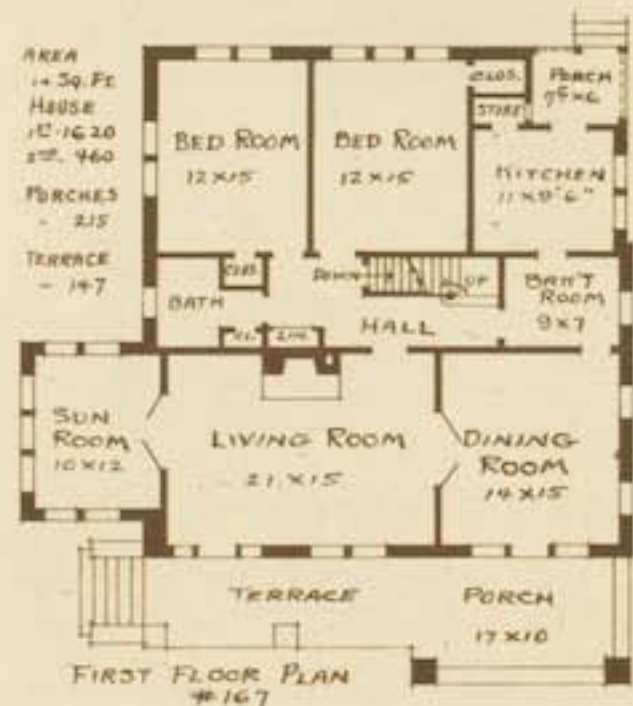 AREA
IN SQ. FT
HOUSE
1ST 1620
2ND 460
PORCHES
- 215
TERRACE
- 147
BED ROOM
12 X 15
BED ROOM
12 X 15
CLOS.
STORE
PORCH
KITCHEN
11 X 9'6"
CLOS.
BATH
DOWN
UP
HALL
BRK'T
ROOM
9 X 7
CL.
LIN.
SUN
ROOM
10 X 12
LIVING ROOM
21 X 15
DINING
ROOM
14 X 15
TERRACE
PORCH
17 X 10
FIRST FLOOR PLAN
#167